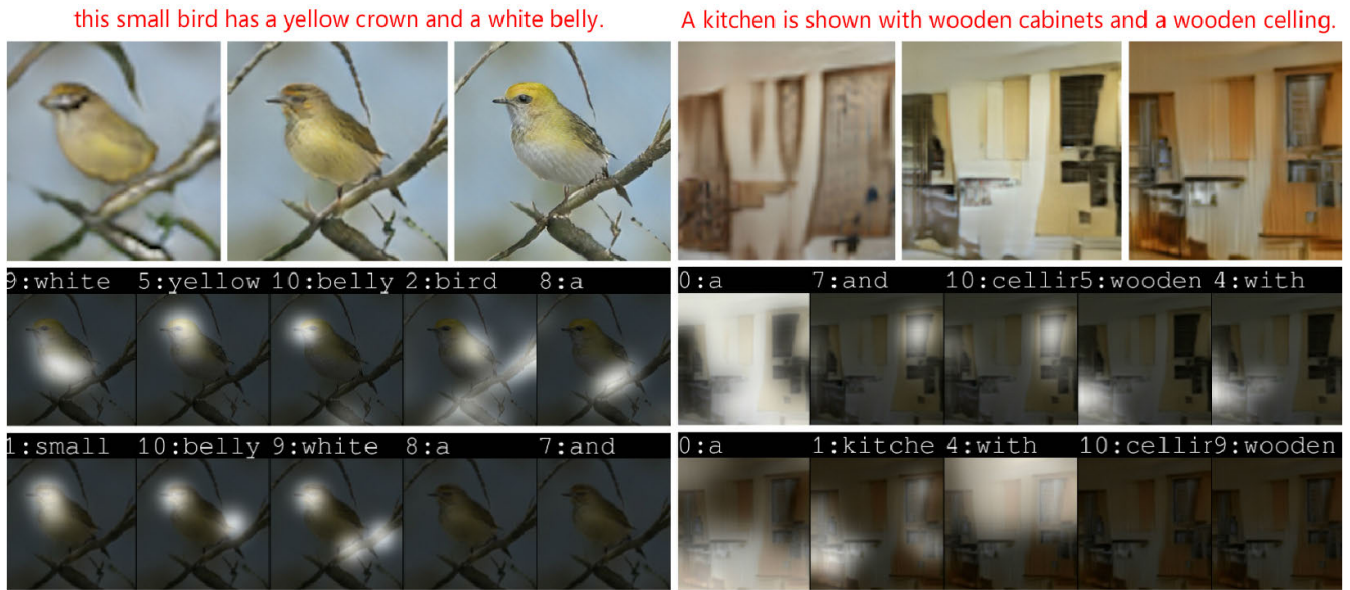 this small bird has a yellow crown and a white belly.
A kitchen is shown with wooden cabinets and a wooden celling.
9:white 5:yellow 10:belly 2:bird 8:a
0:a 7:and 10:cellir5:wooden 4:with
1:small 10:belly 9:white 8:a 7:and
0:a 1:kitche 4:with 10:cellir9:wooden